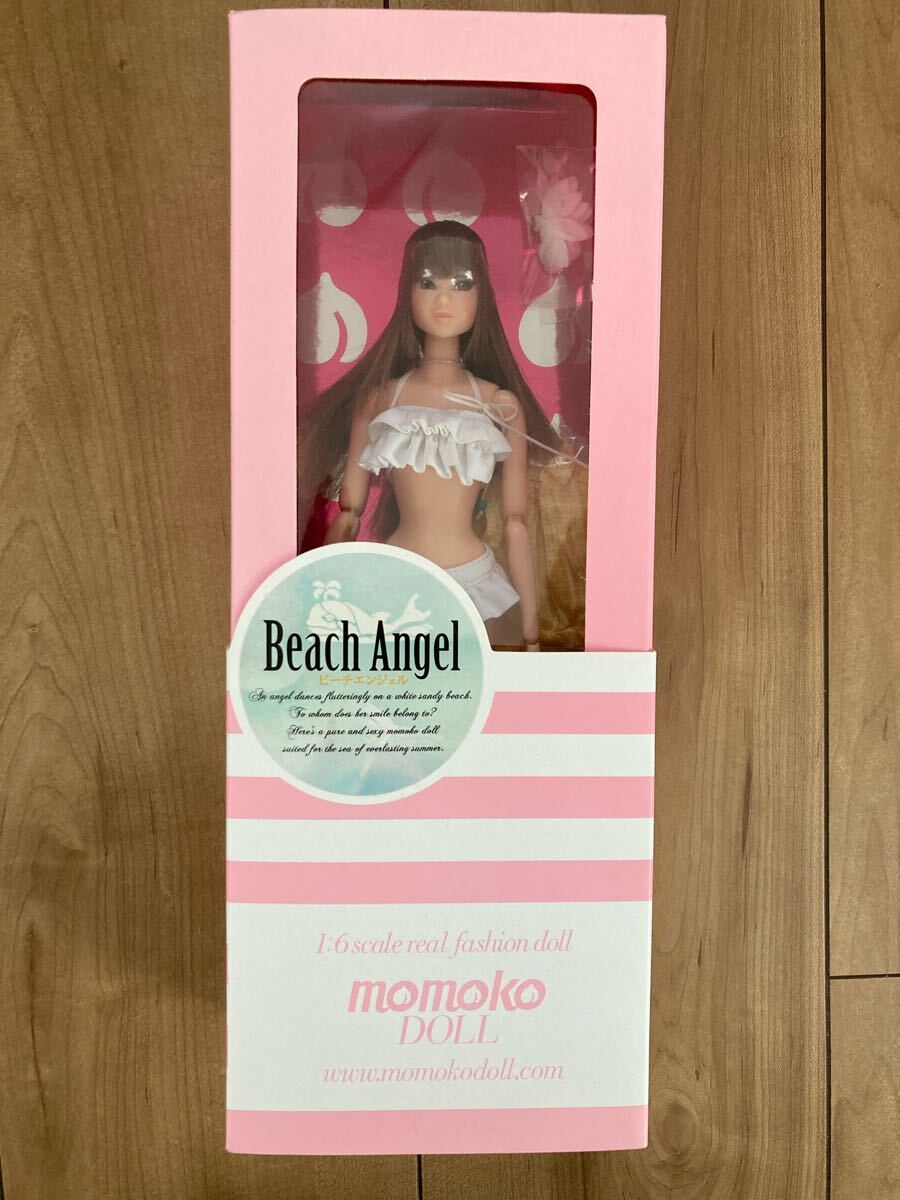 Beach Angel
ビーチエンジェル
An angel dances flutteringly on a white sandy beach.
To whom does her smile belong to?
Here's a pure and sexy momoko doll
suited for the sea of everlasting summer.
1:6 scale real fashion doll
momoko
DOLL
www.momokodoll.com